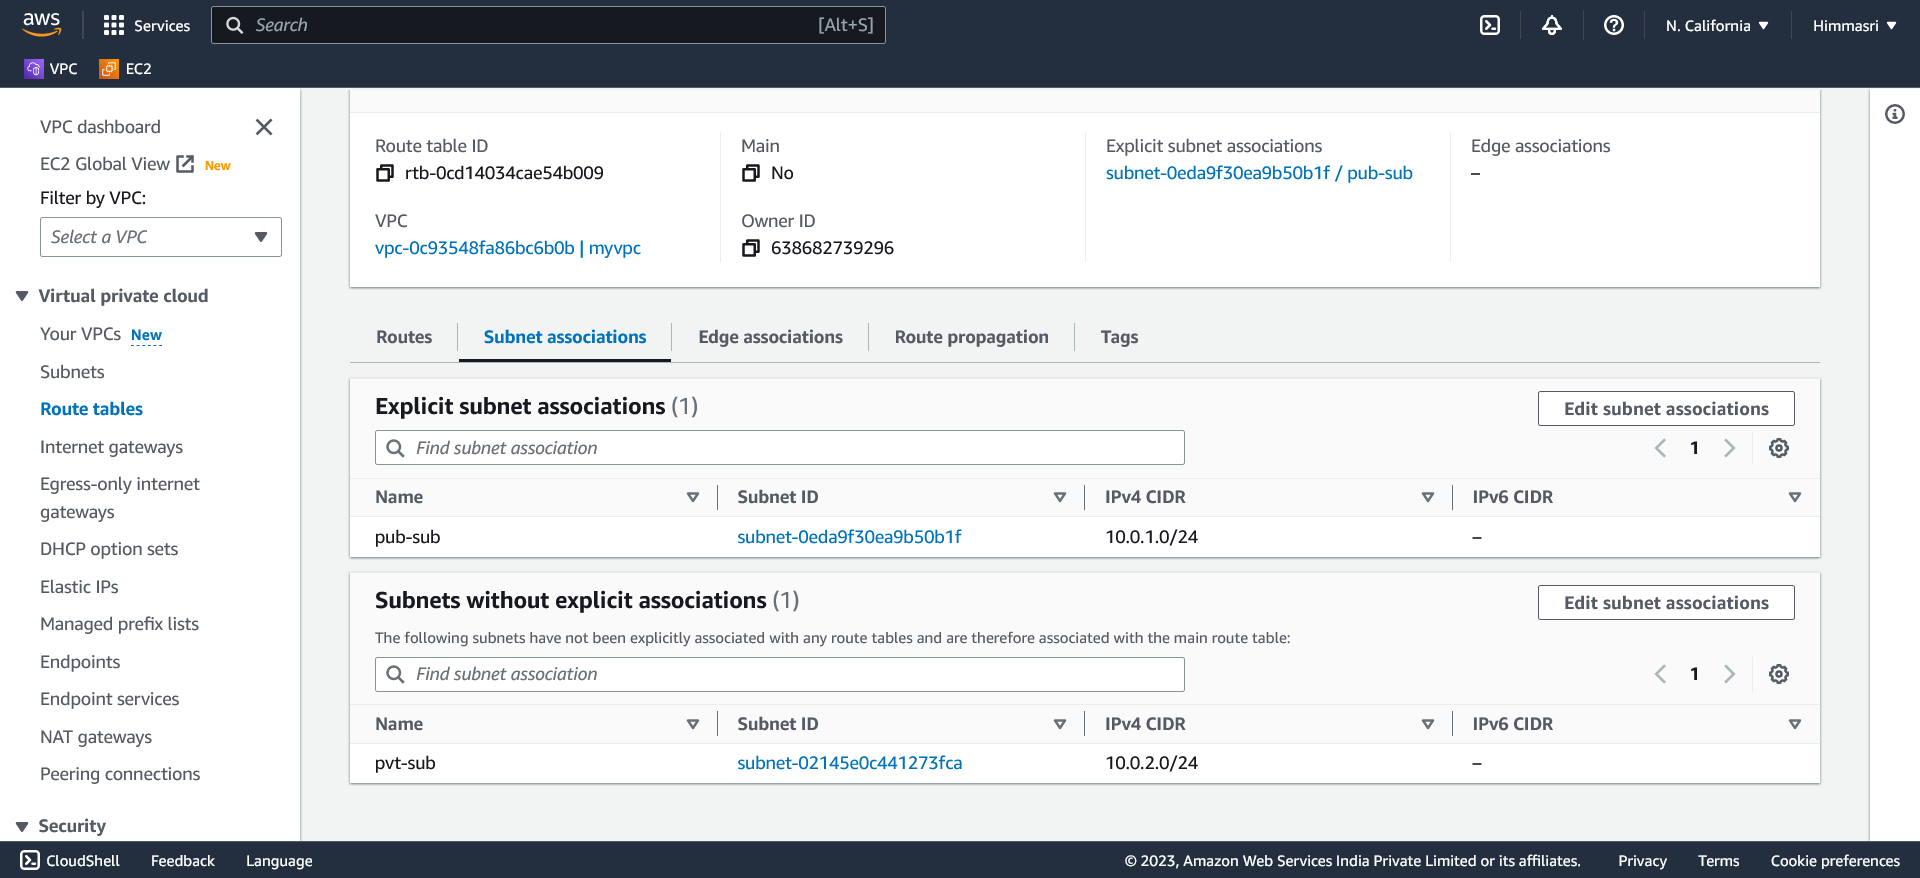 aws
Services
Search
[Alt+S]
N. California
Himmasri
VPC
EC2
VPC dashboard
EC2 Global View New
Filter by VPC:
Select a VPC
Virtual private cloud
Your VPCs New
Subnets
Route tables
Internet gateways
Egress-only internet
gateways
DHCP option sets
Elastic IPs
Managed prefix lists
Endpoints
Endpoint services
NAT gateways
Peering connections
Security
Route table ID
rtb-0cd14034cae54b009
Main
No
Explicit subnet associations
subnet-0eda9f30ea9b50b1f / pub-sub
Edge associations
–
VPC
vpc-0c93548fa86bc6b0b | myvpc
Owner ID
638682739296
Routes
Subnet associations
Edge associations
Route propagation
Tags
Explicit subnet associations (1)
Edit subnet associations
Find subnet association
1
Name
Subnet ID
IPv4 CIDR
IPv6 CIDR
pub-sub
subnet-0eda9f30ea9b50b1f
10.0.1.0/24
–
Subnets without explicit associations (1)
Edit subnet associations
The following subnets have not been explicitly associated with any route tables and are therefore associated with the main route table:
Find subnet association
1
Name
Subnet ID
IPv4 CIDR
IPv6 CIDR
pvt-sub
subnet-02145e0c441273fca
10.0.2.0/24
–
CloudShell
Feedback
Language
© 2023, Amazon Web Services India Private Limited or its affiliates.
Privacy
Terms
Cookie preferences